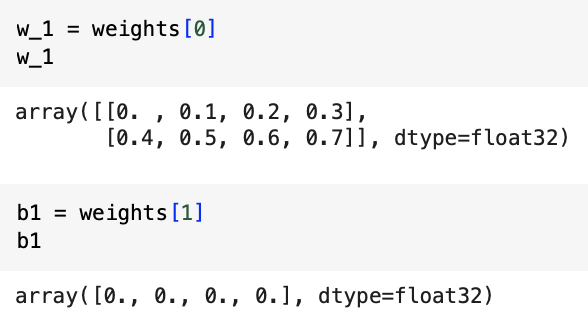 w_1 = weights[0]
w_1
array([[0. , 0.1, 0.2, 0.3],
       [0.4, 0.5, 0.6, 0.7]], dtype=float32)
b1 = weights[1]
b1
array([0., 0., 0., 0.], dtype=float32)